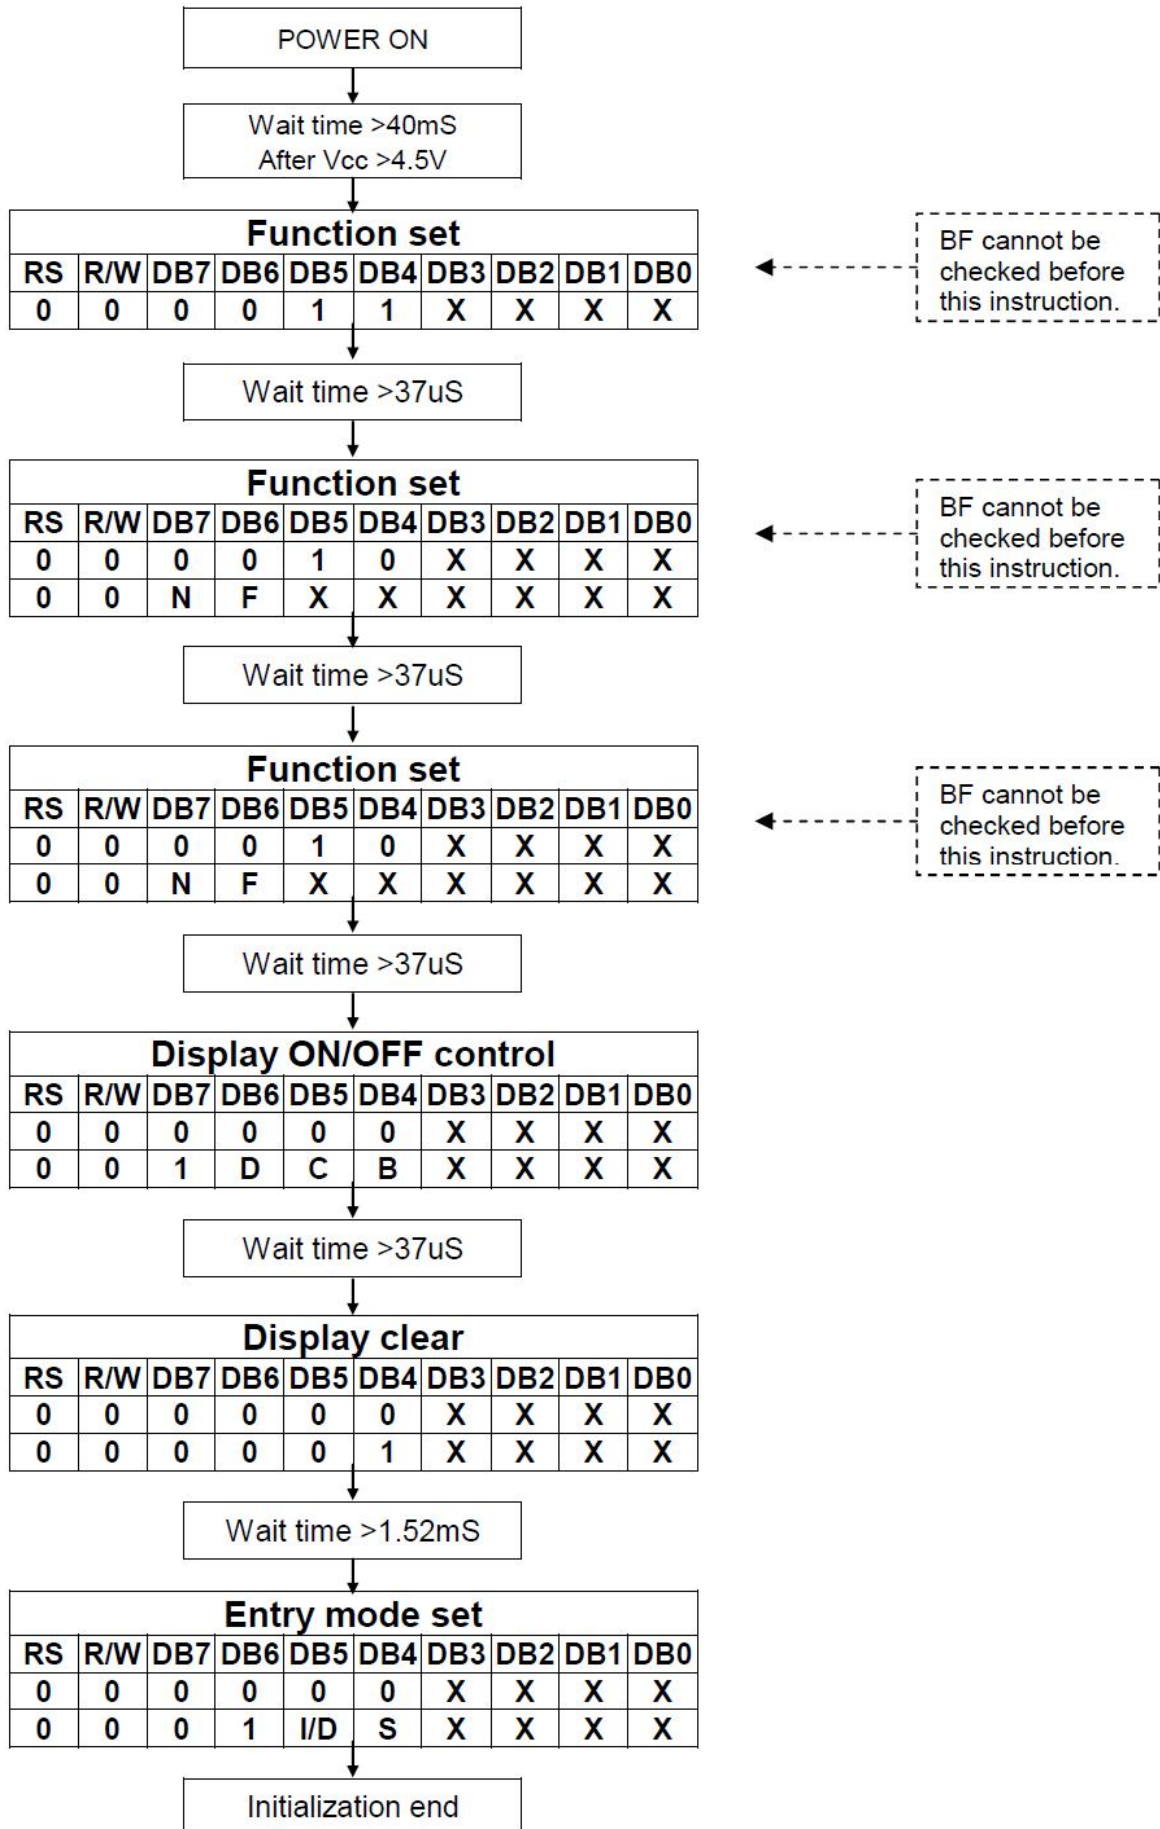 POWER ON
Wait time >40mS
After Vcc >4.5V
Function set
RS R/W DB7 DB6 DB5 DB4 DB3 DB2 DB1 DB0
0 0 0 0 1 1 X X X X
BF cannot be
checked before
this instruction.
Wait time >37uS
Function set
RS R/W DB7 DB6 DB5 DB4 DB3 DB2 DB1 DB0
0 0 0 0 1 0 X X X X
0 0 N F X X X X X X
BF cannot be
checked before
this instruction.
Wait time >37uS
Function set
RS R/W DB7 DB6 DB5 DB4 DB3 DB2 DB1 DB0
0 0 0 0 1 0 X X X X
0 0 N F X X X X X X
BF cannot be
checked before
this instruction.
Wait time >37uS
Display ON/OFF control
RS R/W DB7 DB6 DB5 DB4 DB3 DB2 DB1 DB0
0 0 0 0 0 0 X X X X
0 0 1 D C B X X X X
Wait time >37uS
Display clear
RS R/W DB7 DB6 DB5 DB4 DB3 DB2 DB1 DB0
0 0 0 0 0 0 X X X X
0 0 0 0 0 1 X X X X
Wait time >1.52mS
Entry mode set
RS R/W DB7 DB6 DB5 DB4 DB3 DB2 DB1 DB0
0 0 0 0 0 0 X X X X
0 0 0 1 I/D S X X X X
Initialization end